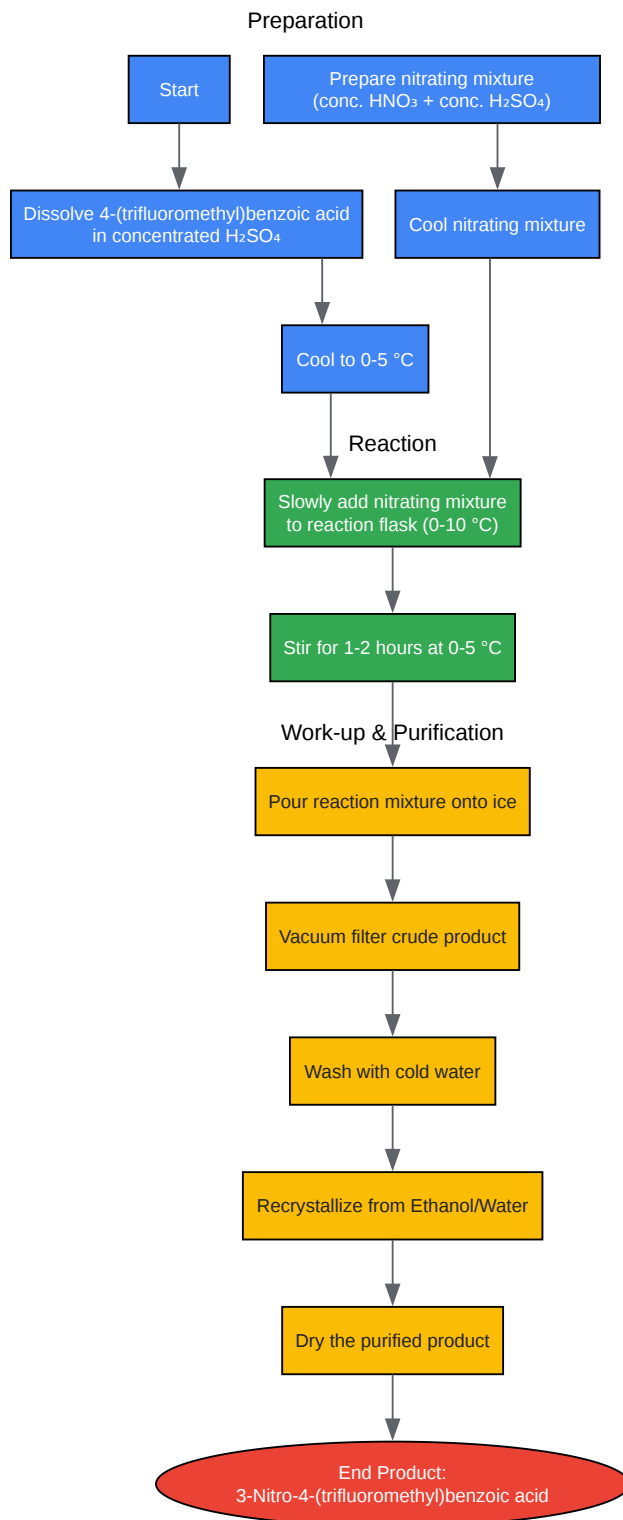 Preparation
Start
Prepare nitrating mixture
(conc. HNO₃ + conc. H₂SO₄)
Dissolve 4-(trifluoromethyl)benzoic acid
in concentrated H₂SO₄
Cool nitrating mixture
Cool to 0-5 °C
Reaction
Slowly add nitrating mixture
to reaction flask (0-10 °C)
Stir for 1-2 hours at 0-5 °C
Work-up & Purification
Pour reaction mixture onto ice
Vacuum filter crude product
Wash with cold water
Recrystallize from Ethanol/Water
Dry the purified product
End Product:
3-Nitro-4-(trifluoromethyl)benzoic acid